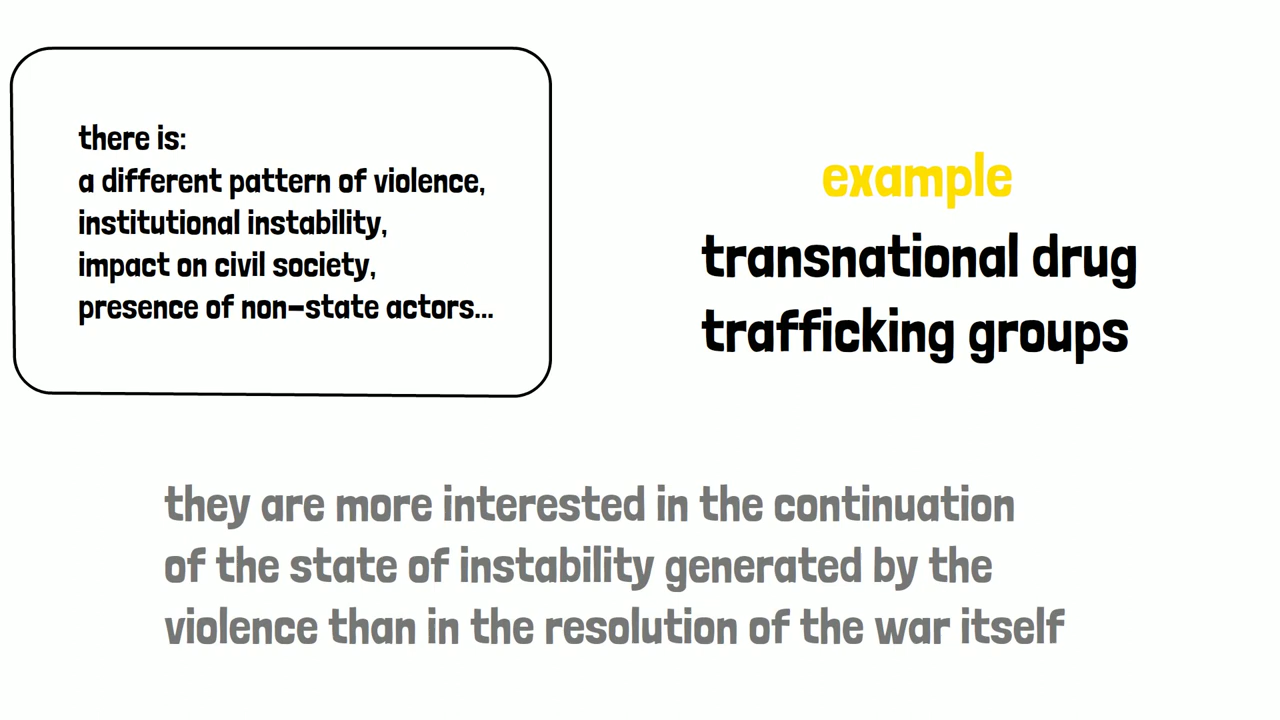 there is:
a different pattern of violence,
institutional instability,
impact on civil society,
presence of non-state actors...
example
transnational drug
trafficking groups
they are more interested in the continuation
of the state of instability generated by the
violence than in the resolution of the war itself